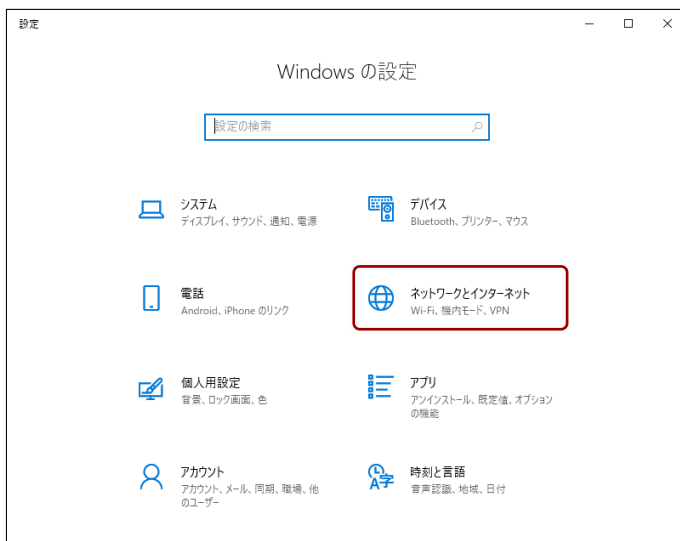 設定
Windows の設定
設定の検索
システム
ディスプレイ、サウンド、通知、電源
デバイス
Bluetooth、プリンター、マウス
電話
Android、iPhone のリンク
ネットワークとインターネット
Wi-Fi、機内モード、VPN
個人用設定
背景、ロック画面、色
アプリ
アンインストール、既定値、オプション
の機能
アカウント
アカウント、メール、同期、職場、他
のユーザー
時刻と言語
音声認識、地域、日付